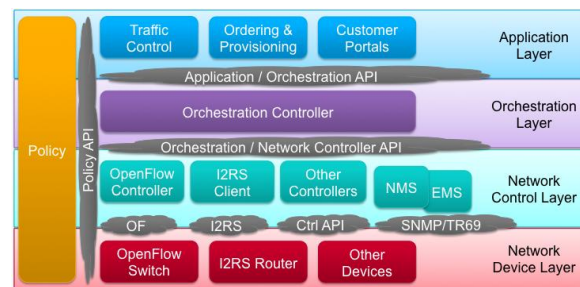 Policy
Policy API
Traffic
Control
Ordering &
Provisioning
Customer
Portals
Application
Layer
Application / Orchestration API
Orchestration Controller
Orchestration
Layer
Orchestration / Network Controller API
OpenFlow
Controller
I2RS
Client
Other
Controllers
NMS
EMS
Network
Control Layer
OF
I2RS
Ctrl API
SNMP/TR69
OpenFlow
Switch
I2RS Router
Other
Devices
Network
Device Layer